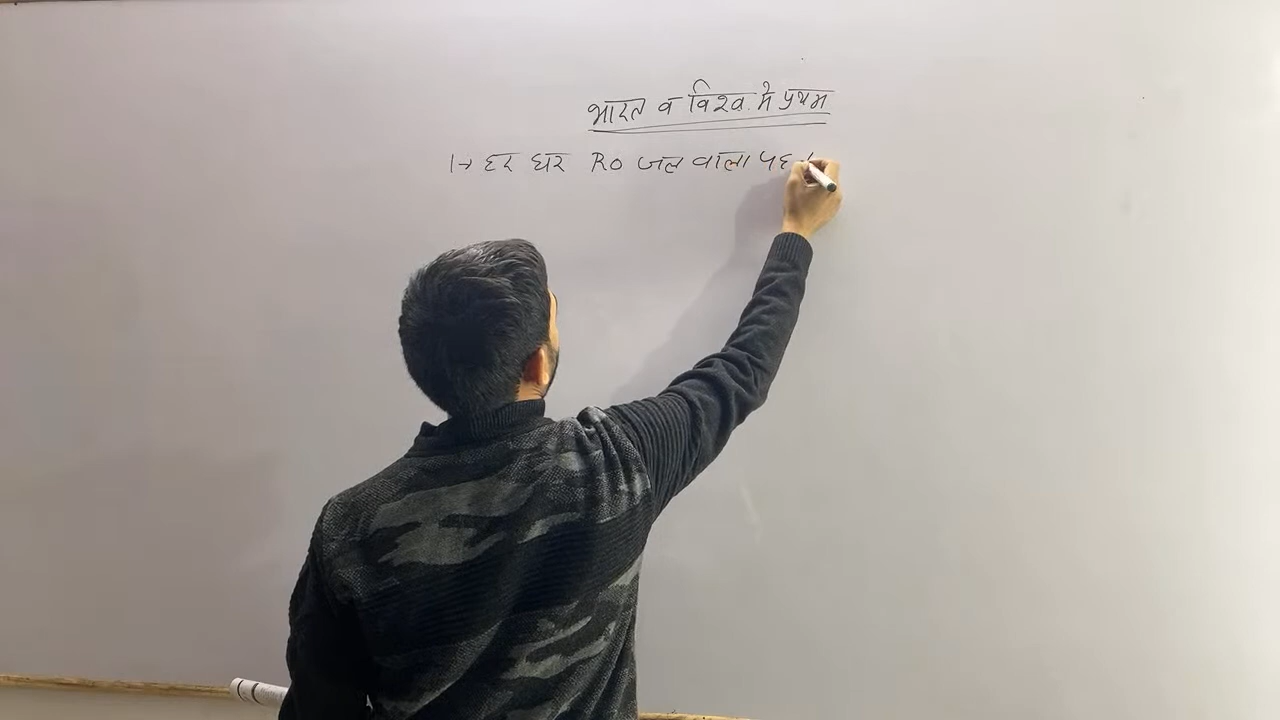 भारत व विश्व में प्रथम
1→ हर घर RO जल वाला